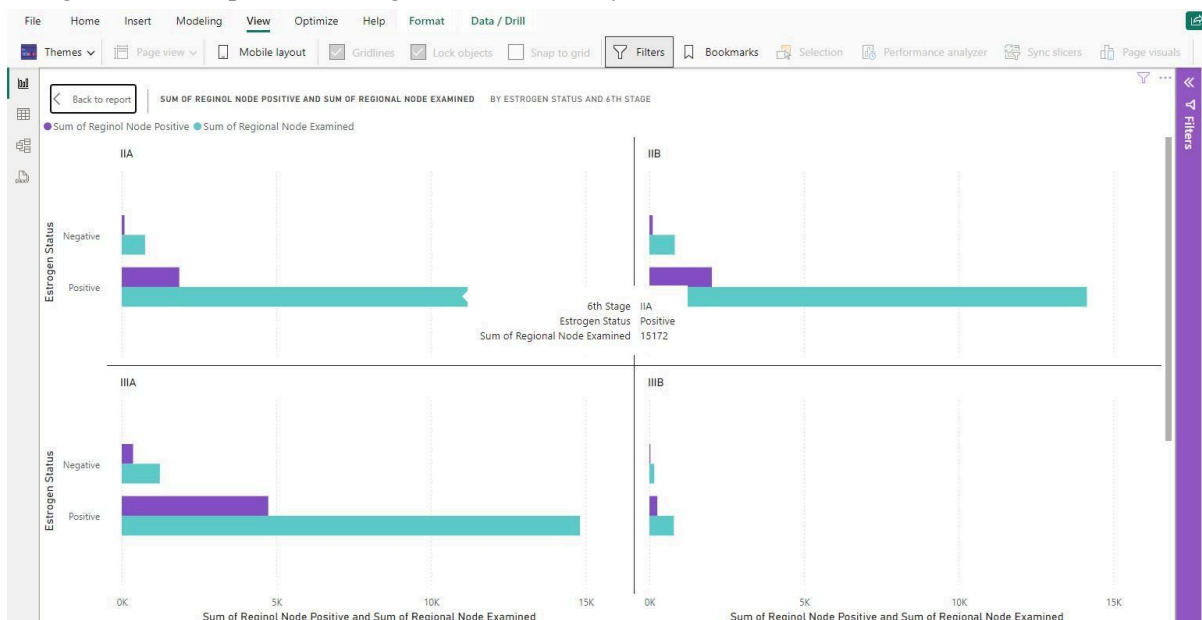 File Home Insert Modeling View Optimize Help Format Data / Drill
Themes Page view Mobile layout Gridlines Lock objects Snap to grid Filters Bookmarks Selection Performance analyzer Sync slicers Page visuals
Back to report SUM OF REGINOL NODE POSITIVE AND SUM OF REGIONAL NODE EXAMINED BY ESTROGEN STATUS AND 6TH STAGE
Filters
Sum of Reginol Node Positive Sum of Regional Node Examined
IIA IIB
Estrogen Status
Negative
Positive
6th Stage IIA
Estrogen Status Positive
Sum of Regional Node Examined 15172
IIIA IIIB
Estrogen Status
Negative
Positive
0K 5K 10K 15K 0K 5K 10K 15K
Sum of Reginol Node Positive and Sum of Regional Node Examined Sum of Reginol Node Positive and Sum of Regional Node Examined